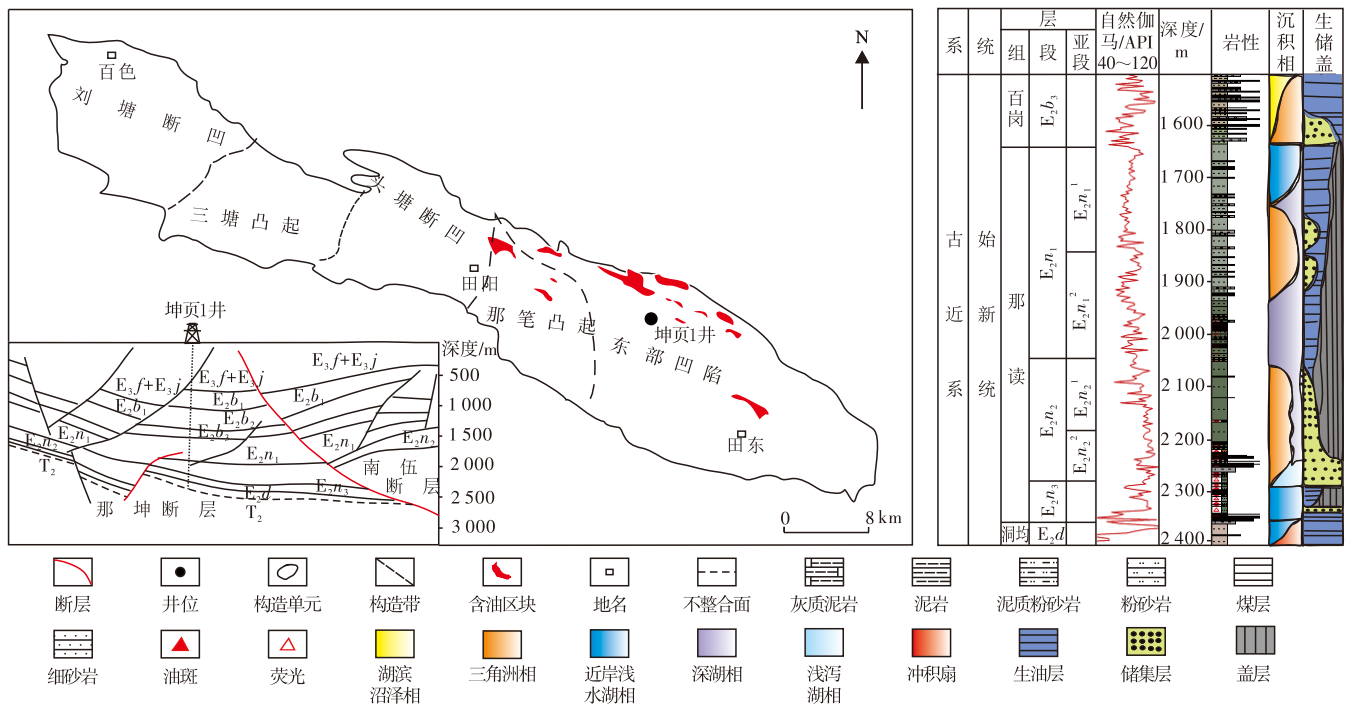 N
百色
刘塘断凹
三塘凸起
头塘断凹
田阳
那笔凸起
坤页1井
东部凹陷
田东
0 8 km
坤页1井
深度/m
500
1 000
1 500
2 000
2 500
3 000
E₃f+E₃j
E₃f+E₃j
E₃f+E₃j
E₂b₁
E₂b₁
E₂b₁
E₂b₂
E₂b₃
E₂n₁
E₂n₁
E₂n₁
E₂n₂
E₂n₂
E₂n₃
E₂d
T₂
T₂
那坤断层
南伍
断层
系
统
层
组
段
亚段
自然伽马/API
40～120
深度/m
岩性
沉积相
生储盖
古近系
始新统
百岗
那读
洞均
E₂b₃
E₂n₁
E₂n₂
E₂n₃
E₂d
E₂n₁¹
E₂n₁²
E₂n₂¹
E₂n₂²
1 600
1 700
1 800
1 900
2 000
2 100
2 200
2 300
2 400
断层
井位
构造单元
构造带
含油区块
地名
不整合面
灰质泥岩
泥岩
泥质粉砂岩
粉砂岩
煤层
细砂岩
油斑
荧光
湖滨
沼泽相
三角洲相
近岸浅
水湖相
深湖相
浅泻
湖相
冲积扇
生油层
储集层
盖层